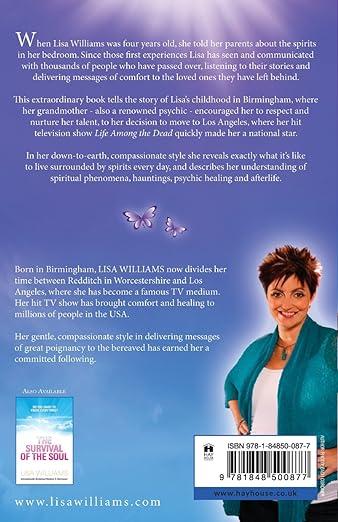 When Lisa Williams was four years old, she told her parents about the spirits
in her bedroom. Since those first experiences Lisa has seen and communicated
with thousands of people who have passed over, listening to their stories and
delivering messages of comfort to the loved ones they have left behind.
This extraordinary book tells the story of Lisa's childhood in Birmingham, where
her grandmother - also a renowned psychic - encouraged her to respect and
nurture her talent, to her decision to move to Los Angeles, where her hit
television show Life Among the Dead quickly made her a national star.
In her down-to-earth, compassionate style she reveals exactly what it's like
to live surrounded by spirits every day, and describes her understanding of
spiritual phenomena, hauntings, psychic healing and afterlife.
Born in Birmingham, LISA WILLIAMS now divides her
time between Redditch in Worcestershire and Los
Angeles, where she has become a famous TV medium.
Her hit TV show has brought comfort and healing to
millions of people in the USA.
Her gentle, compassionate style in delivering messages
of great poignancy to the bereaved has earned her a
committed following.
Also Available
THE
SURVIVAL
OF THE SOUL
LISA WILLIAMS
www.lisawilliams.com
HAY
HOUSE
ISBN 978-1-84850-087-7
9 781848 500877
www.hayhouse.co.uk